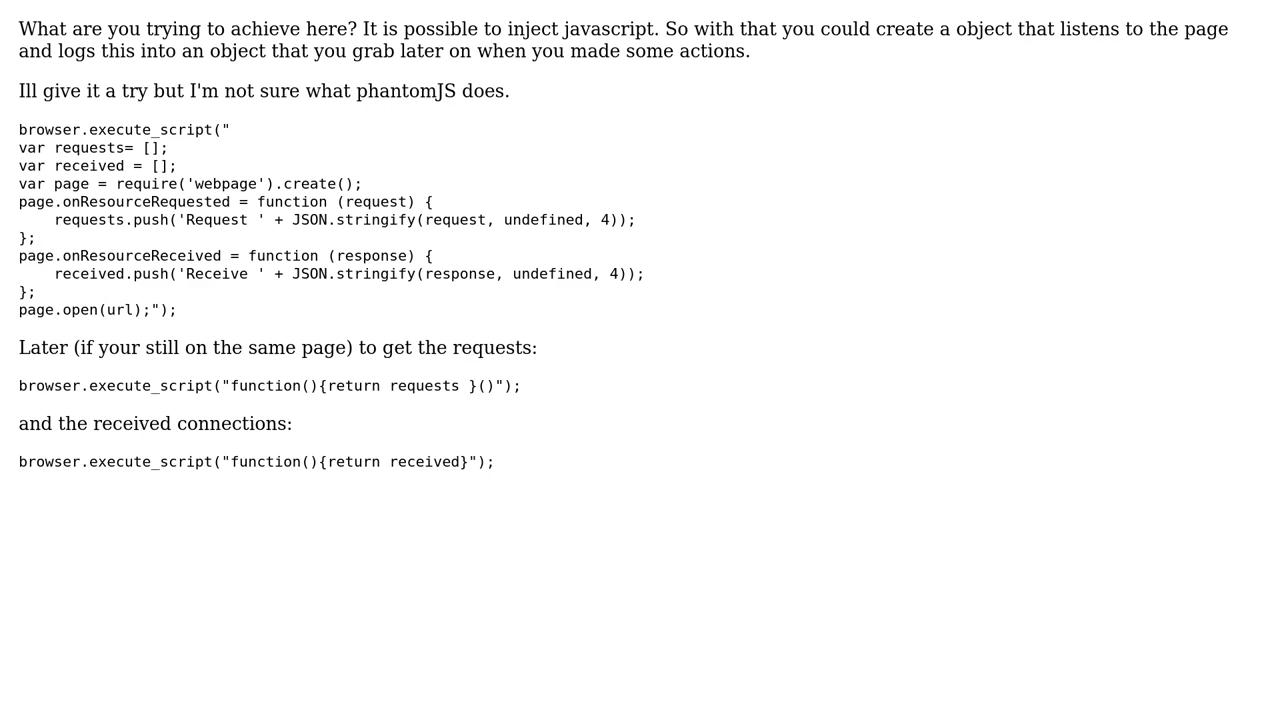 What are you trying to achieve here? It is possible to inject javascript. So with that you could create a object that listens to the page
and logs this into an object that you grab later on when you made some actions.
Ill give it a try but I'm not sure what phantomJS does.
browser.execute_script("
var requests= [];
var received = [];
var page = require('webpage').create();
page.onResourceRequested = function (request) {
    requests.push('Request ' + JSON.stringify(request, undefined, 4));
};
page.onResourceReceived = function (response) {
    received.push('Receive ' + JSON.stringify(response, undefined, 4));
};
page.open(url);");
Later (if your still on the same page) to get the requests:
browser.execute_script("function(){return requests }()");
and the received connections:
browser.execute_script("function(){return received}");